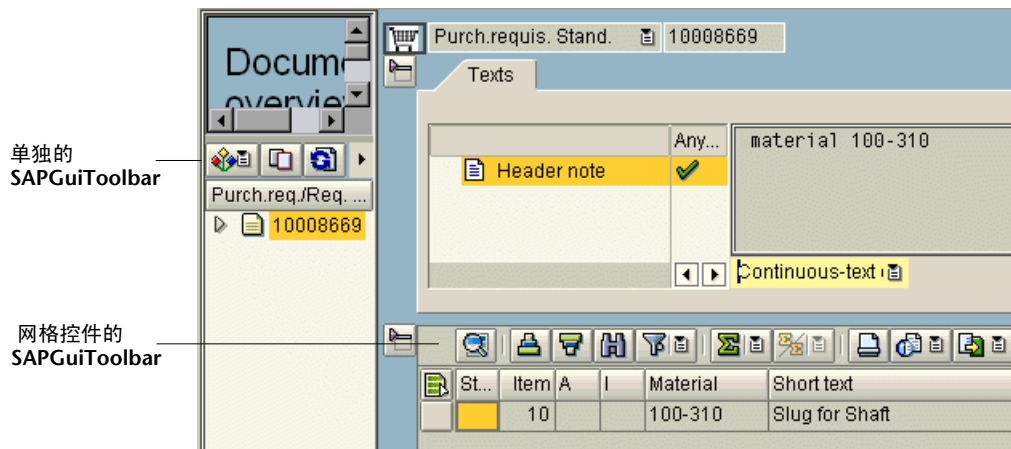 Docum
overvie
Purch.requis. Stand. 10008669
Texts
Any...
material 100-310
Header note
单独的
SAPGuiToolbar
Purch.req./Req. ...
10008669
Continuous-text
网格控件的
SAPGuiToolbar
St... Item A I Material Short text
10 100-310 Slug for Shaft